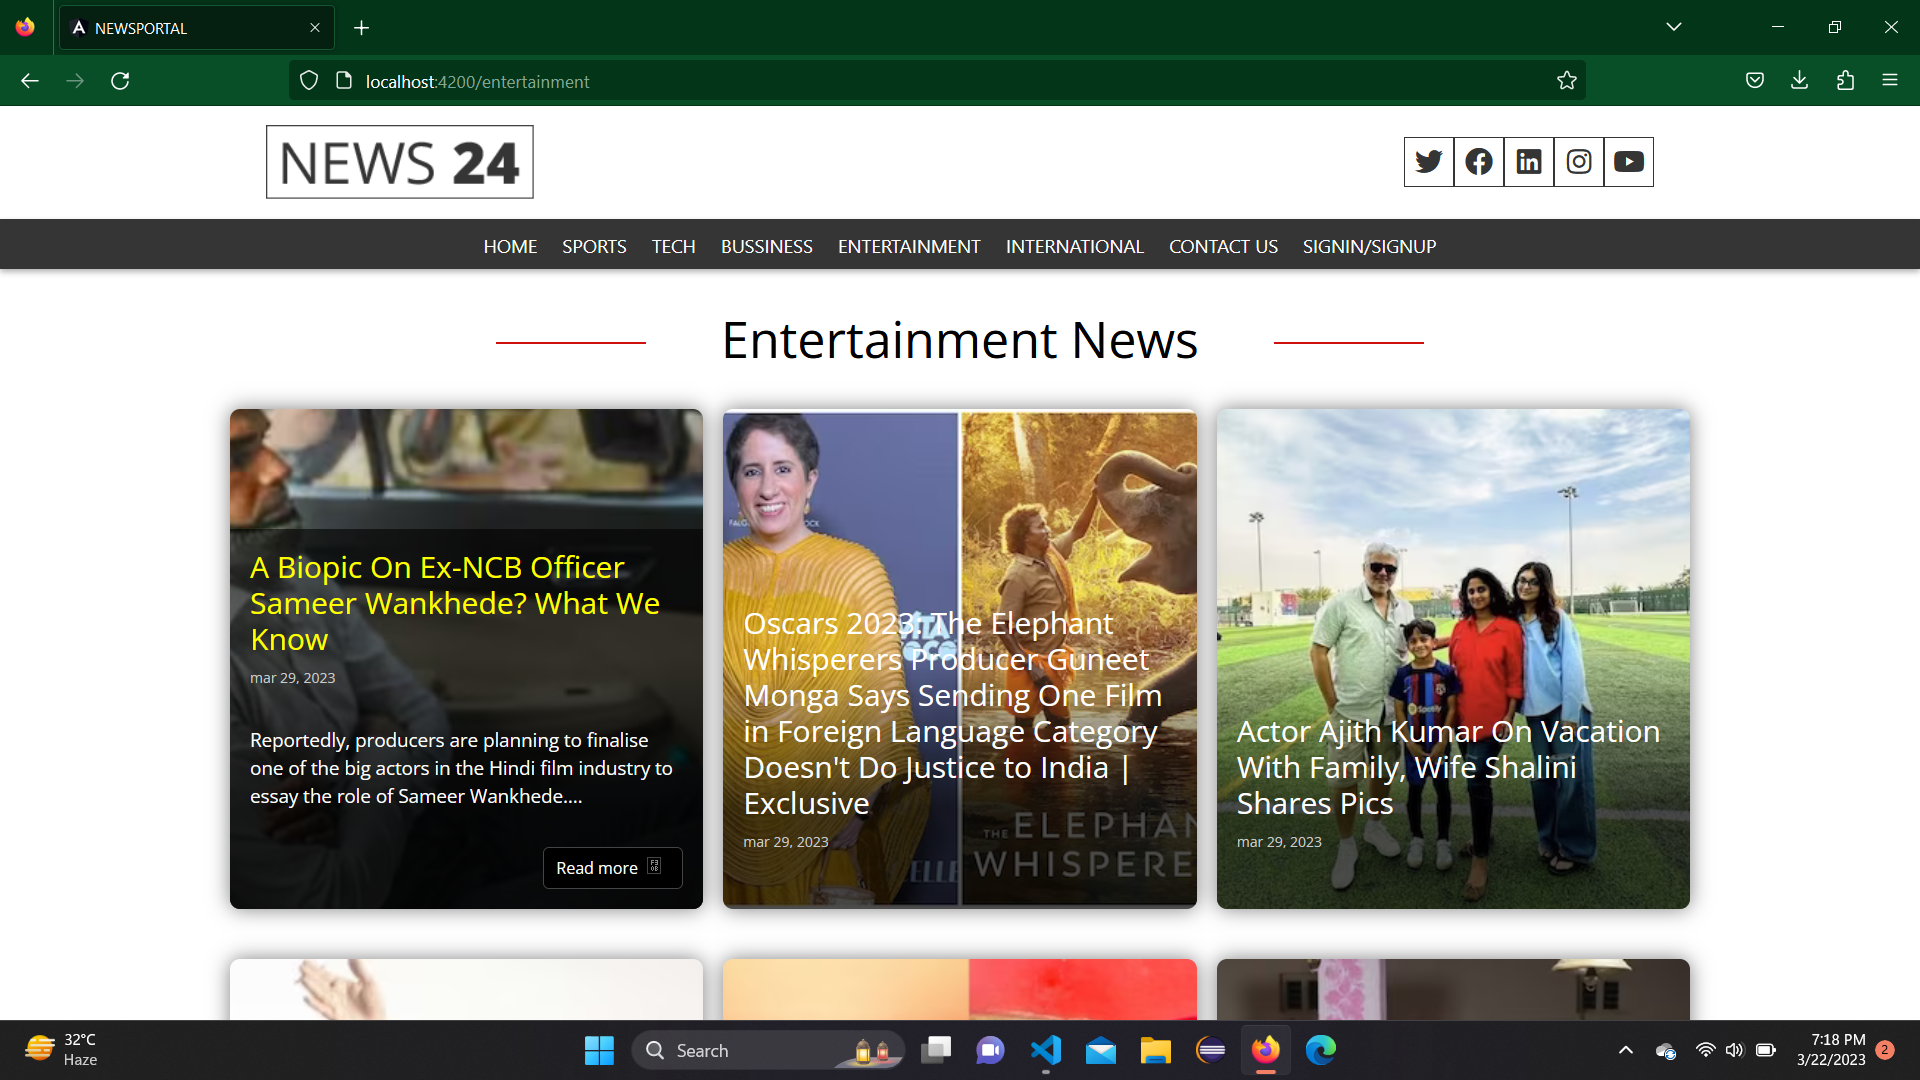 NEWSPORTAL
localhost:4200/entertainment
NEWS 24
HOME SPORTS TECH BUSSINESS ENTERTAINMENT INTERNATIONAL CONTACT US SIGNIN/SIGNUP
Entertainment News
A Biopic On Ex-NCB Officer
Sameer Wankhede? What We
Know
mar 29, 2023
Reportedly, producers are planning to finalise
one of the big actors in the Hindi film industry to
essay the role of Sameer Wankhede....
Read more
Oscars 2023: The Elephant
Whisperers Producer Guneet
Monga Says Sending One Film
in Foreign Language Category
Doesn't Do Justice to India |
Exclusive
mar 29, 2023
THE ELEPHAN
WHISPERE
Actor Ajith Kumar On Vacation
With Family, Wife Shalini
Shares Pics
mar 29, 2023
32°C
Haze
Search
7:18 PM
3/22/2023
2